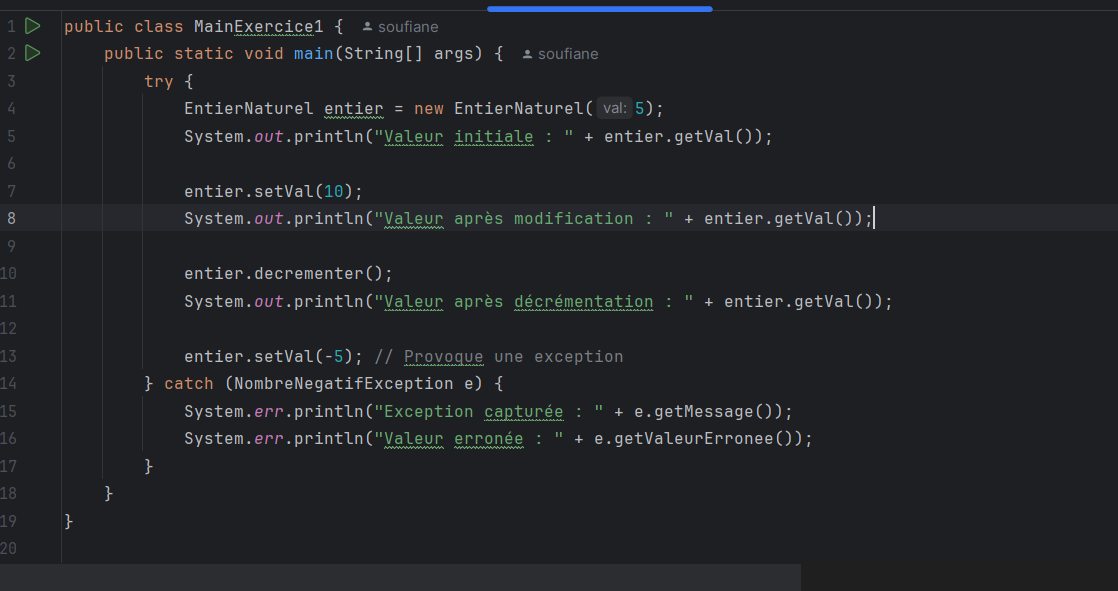 1 public class MainExercice1 { soufiane
2 public static void main(String[] args) { soufiane
3 try {
4 EntierNaturel entier = new EntierNaturel( val: 5);
5 System.out.println("Valeur initiale : " + entier.getVal());
6
7 entier.setVal(10);
8 System.out.println("Valeur après modification : " + entier.getVal());
9
10 entier.decrementer();
11 System.out.println("Valeur après décrémentation : " + entier.getVal());
12
13 entier.setVal(-5); // Provoque une exception
14 } catch (NombreNegatifException e) {
15 System.err.println("Exception capturée : " + e.getMessage());
16 System.err.println("Valeur erronée : " + e.getValeurErronee());
17 }
18 }
19 }
20